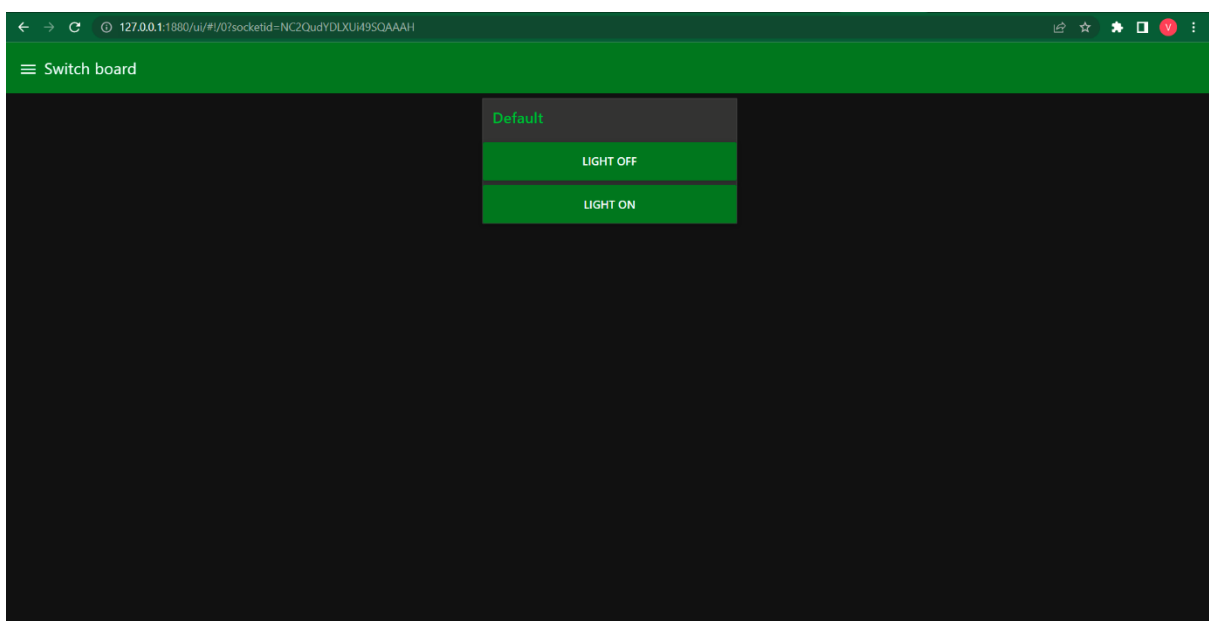 127.0.0.1:1880/ui/#!/0?socketid=NC2QudYDLXUi49SQAAAH
V
Switch board
Default
LIGHT OFF
LIGHT ON